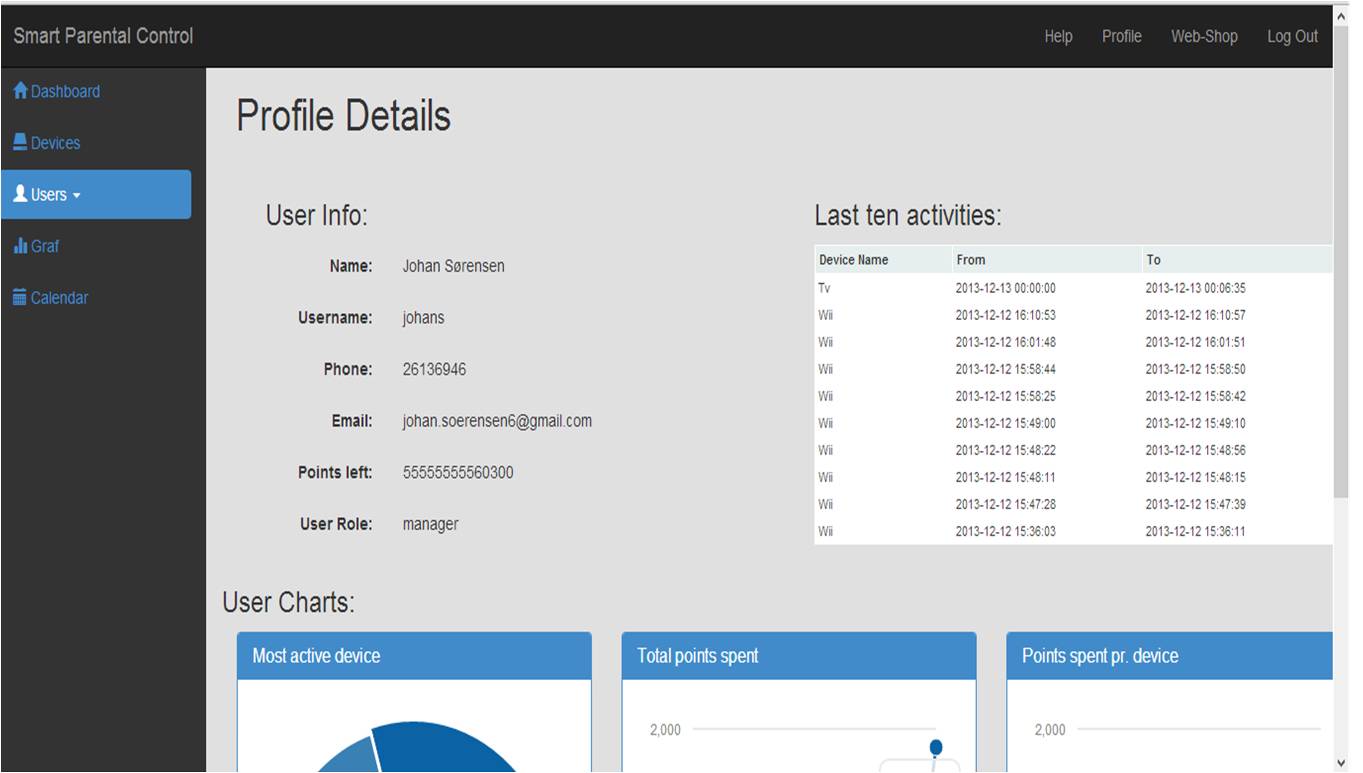 Smart Parental Control Help Profile Web-Shop Log Out
Dashboard
Devices
Users
Graf
Calendar
Profile Details
User Info:
Name: Johan Sørensen
Username: johans
Phone: 26136946
Email: johan.soerensen6@gmail.com
Points left: 55555555560300
User Role: manager
Last ten activities:
Device Name From To
Tv 2013-12-13 00:00:00 2013-12-13 00:06:35
Wii 2013-12-12 16:10:53 2013-12-12 16:10:57
Wii 2013-12-12 16:01:48 2013-12-12 16:01:51
Wii 2013-12-12 15:58:44 2013-12-12 15:58:50
Wii 2013-12-12 15:58:25 2013-12-12 15:58:42
Wii 2013-12-12 15:49:00 2013-12-12 15:49:10
Wii 2013-12-12 15:48:22 2013-12-12 15:48:56
Wii 2013-12-12 15:48:11 2013-12-12 15:48:15
Wii 2013-12-12 15:47:28 2013-12-12 15:47:39
Wii 2013-12-12 15:36:03 2013-12-12 15:36:11
User Charts:
Most active device
Total points spent
2,000
Points spent pr. device
2,000